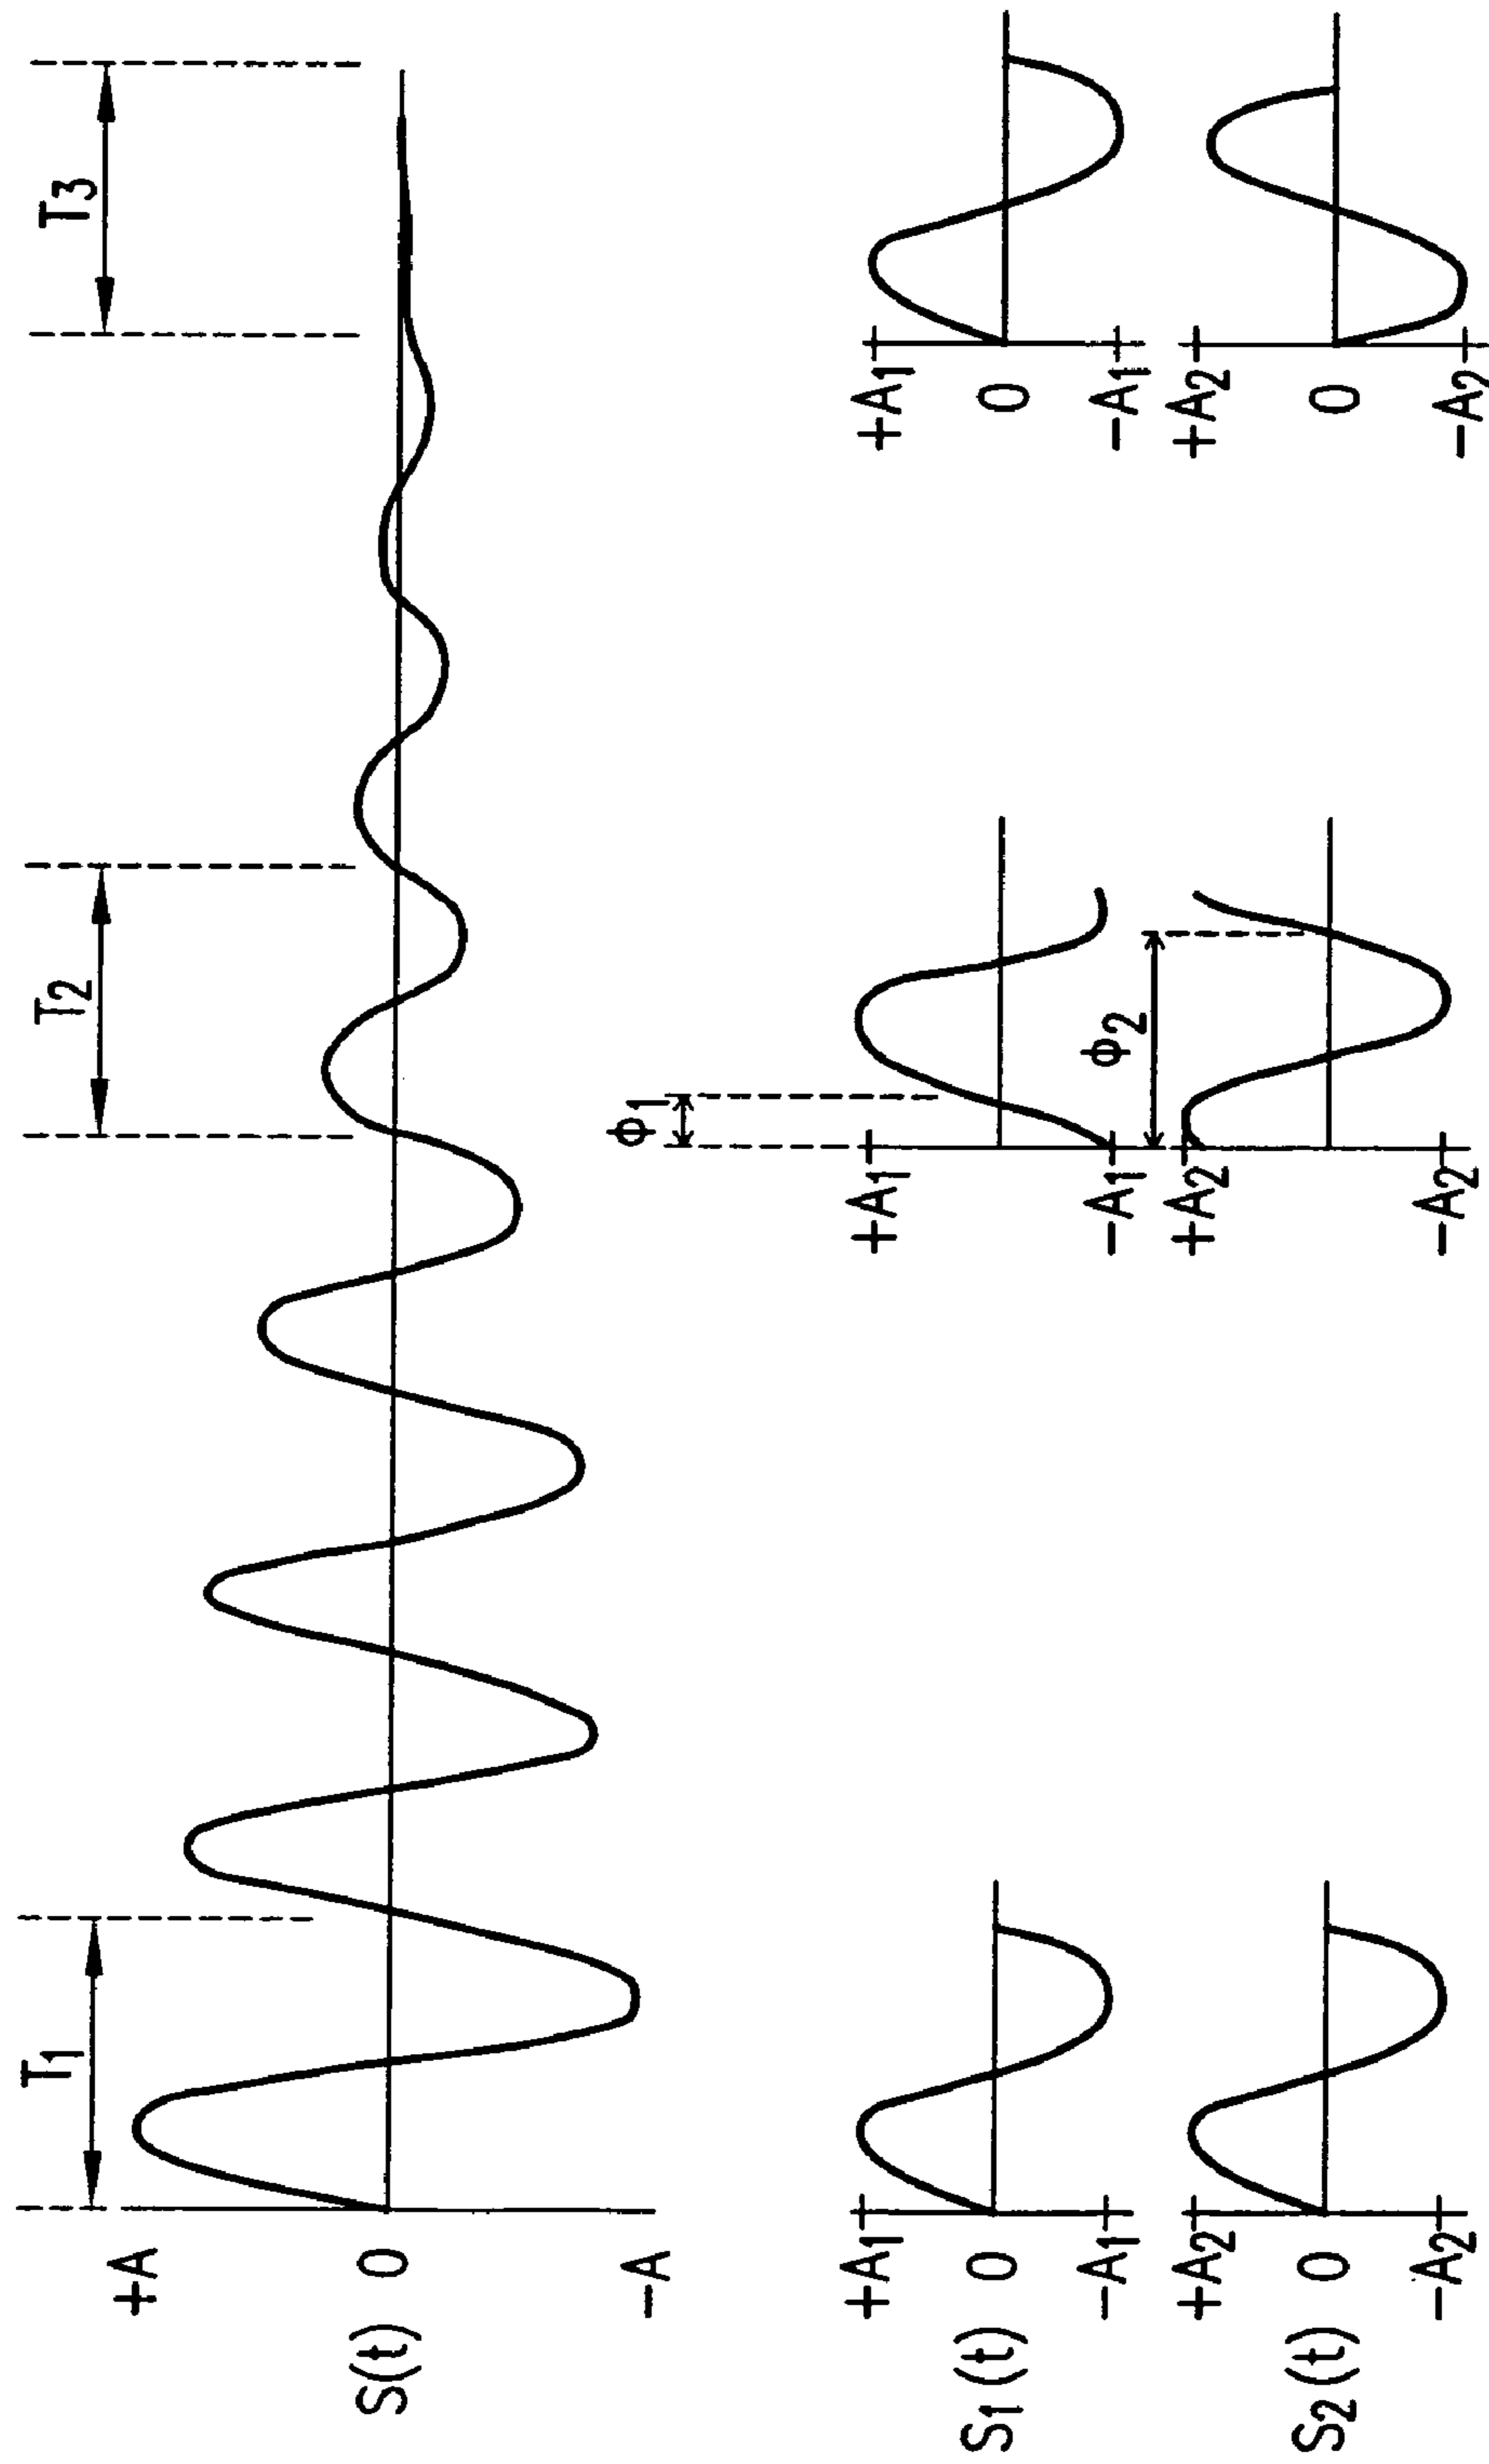 T1
T2
T3
+A
0
-A
S(t)
ϕ1
ϕ2
+A1
0
-A1
S1(t)
+A1
-A1
+A1
0
-A1
+A2
0
-A2
S2(t)
+A2
-A2
+A2
0
-A2